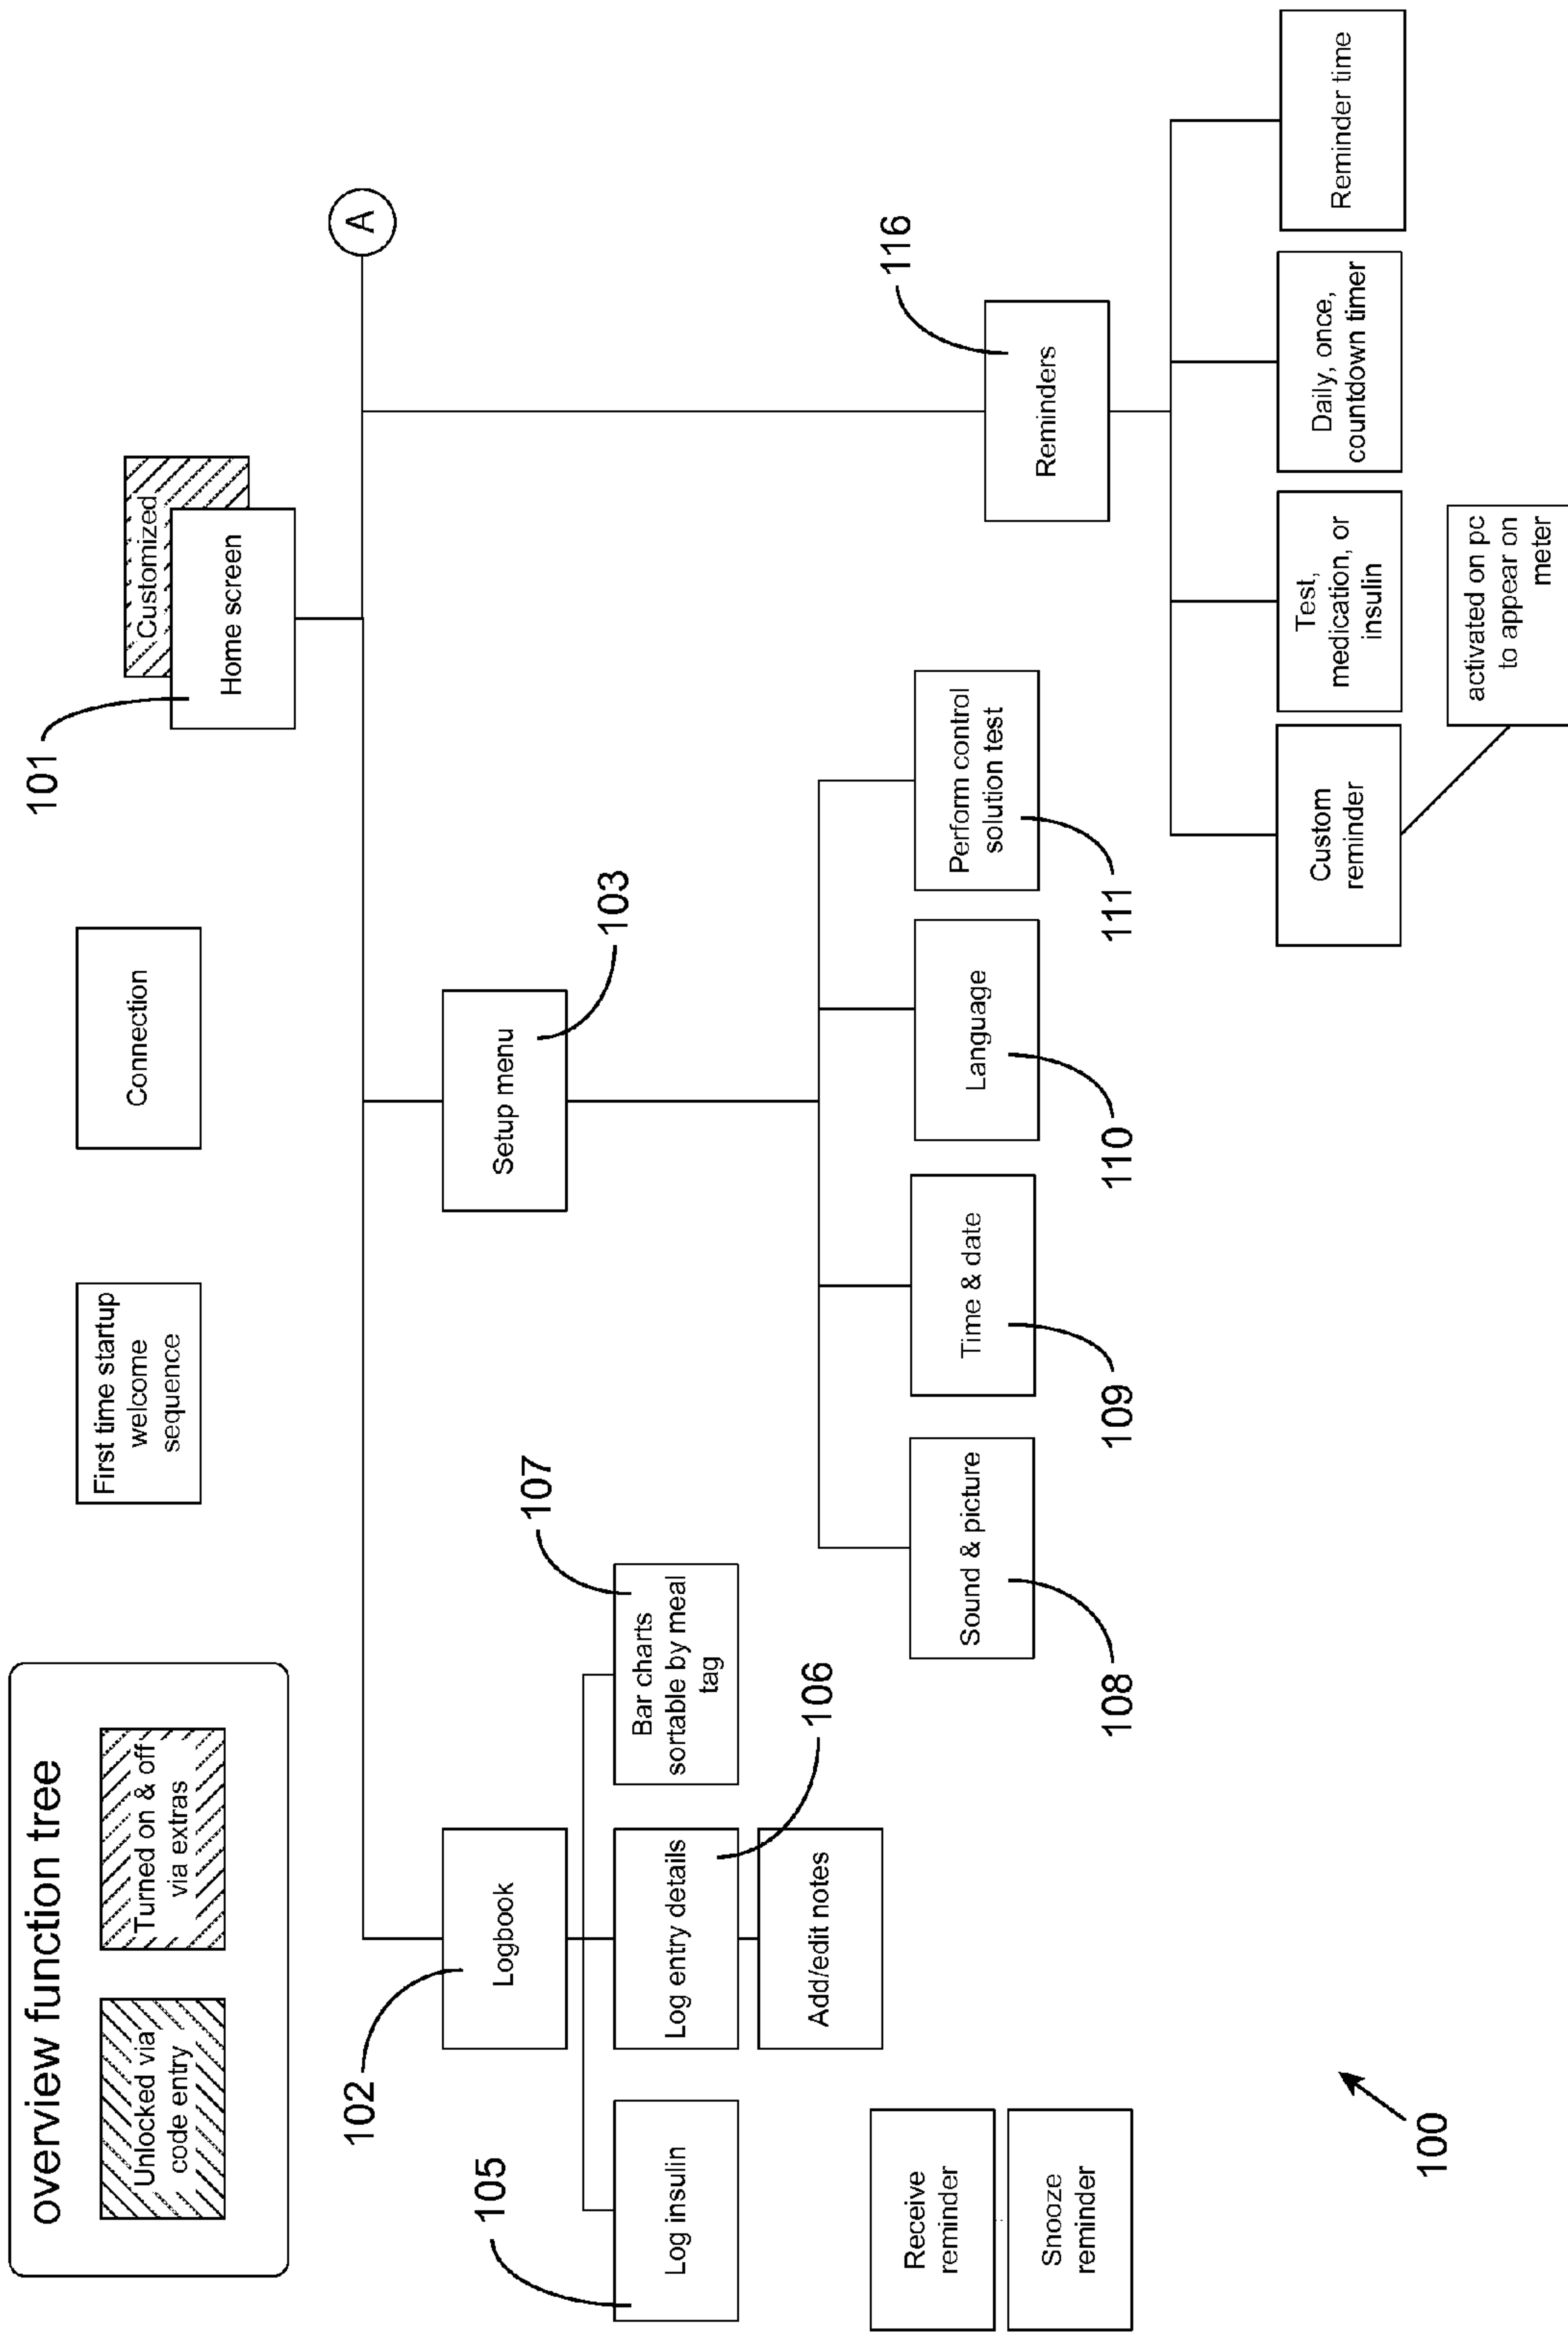 overview function tree
Unlocked via
code entry
Turned on & off
via extras
First time startup
welcome
sequence
Connection
Customized
Home screen
101
A
102
Logbook
103
Setup menu
105
Log insulin
Log entry details
106
Bar charts
sortable by meal
tag
107
Add/edit notes
Receive
reminder
Snooze
reminder
Sound & picture
108
Time & date
109
Language
110
Perform control
solution test
111
Reminders
116
Custom
reminder
Test,
medication, or
insulin
Daily, once,
countdown timer
Reminder time
activated on pc
to appear on
meter
100